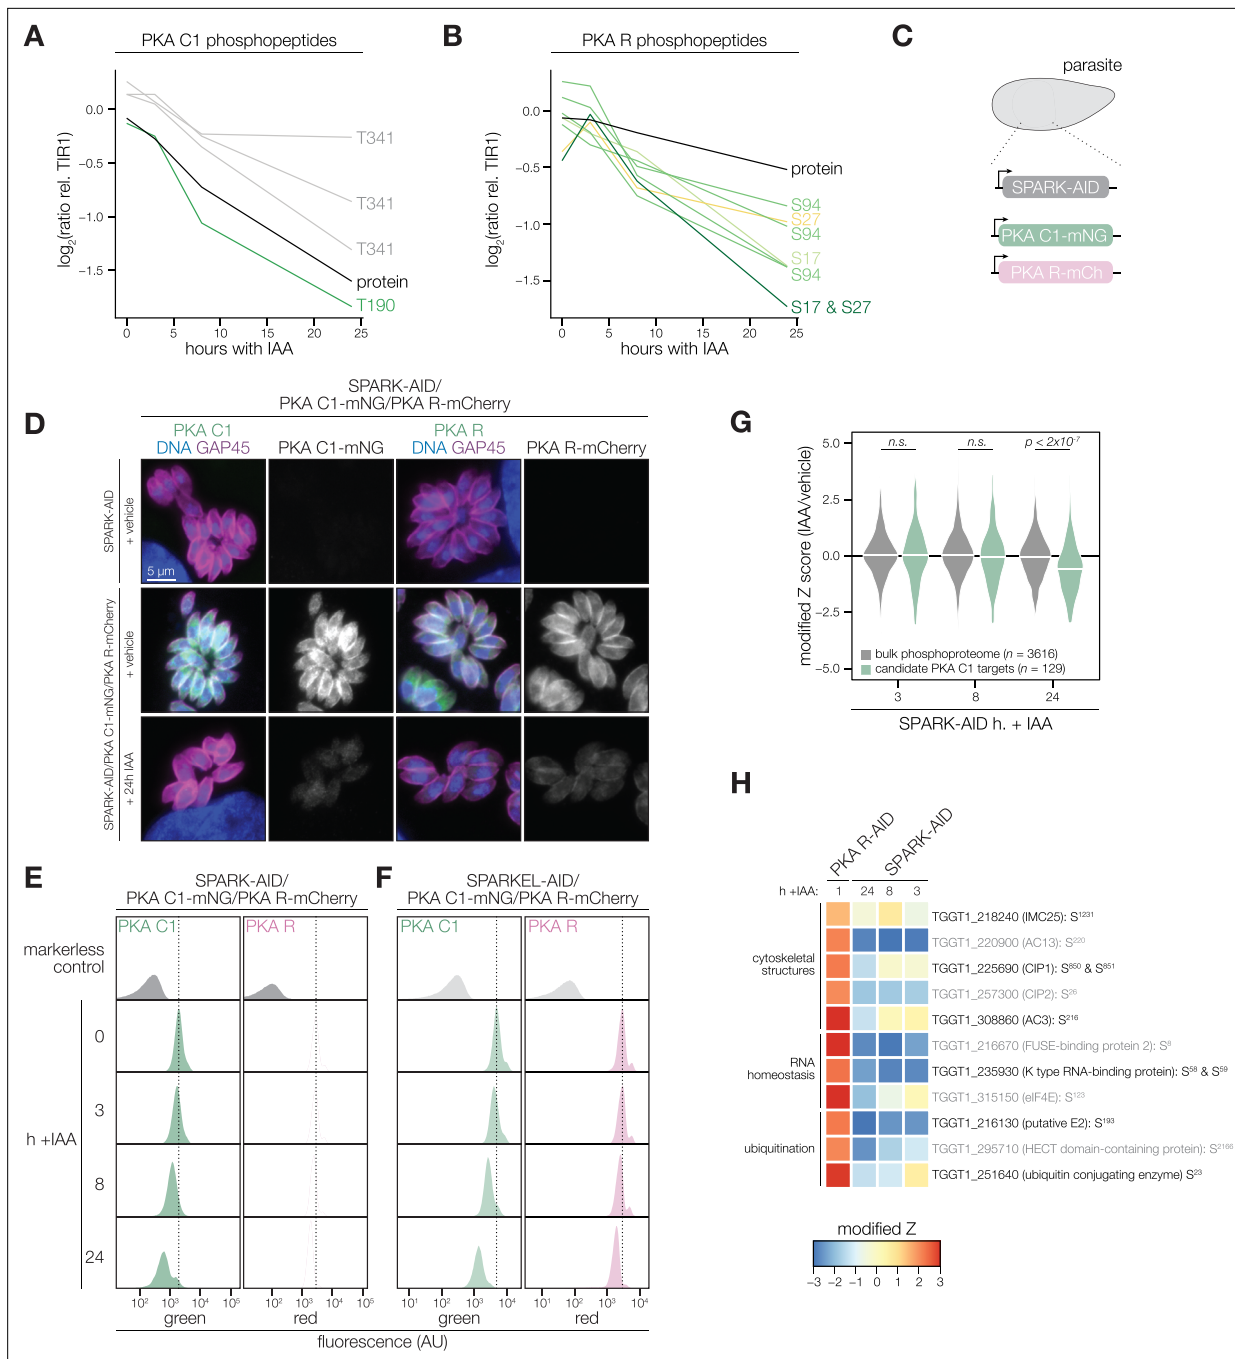 A
PKA C1 phosphopeptides
log2(ratio rel. TIR1)
0.0
−0.5
−1.0
−1.5
T341
T341
T341
protein
T190
0 5 10 15 20 25
hours with IAA
B
PKA R phosphopeptides
log2(ratio rel. TIR1)
0.0
−0.5
−1.0
−1.5
protein
S94
S27
S94
S17
S94
S17 & S27
0 5 10 15 20 25
hours with IAA
C
parasite
SPARK-AID
PKA C1-mNG
PKA R-mCh
D
SPARK-AID/
PKA C1-mNG/PKA R-mCherry
PKA C1
DNA GAP45
PKA C1-mNG
PKA R
DNA GAP45
PKA R-mCherry
SPARK-AID
+ vehicle
5 µm
SPARK-AID/PKA C1-mNG/PKA R-mCherry
+ vehicle
+ 24h IAA
E
SPARK-AID/
PKA C1-mNG/PKA R-mCherry
PKA C1
PKA R
markerless
control
h +IAA
0
3
8
24
10² 10³ 10⁴ 10⁵
green
10² 10³ 10⁴ 10⁵
red
F
SPARKEL-AID/
PKA C1-mNG/PKA R-mCherry
PKA C1
PKA R
10¹ 10² 10³ 10⁴
green
10¹ 10² 10³ 10⁴
red
fluorescence (AU)
G
modified Z score (IAA/vehicle)
5.0
2.5
0.0
−2.5
−5.0
n.s.
n.s.
p < 2x10⁻⁷
bulk phosphoproteome (n = 3616)
candidate PKA C1 targets (n = 129)
3 8 24
SPARK-AID h. + IAA
H
PKA R-AID
SPARK-AID
h +IAA: 1 24 8 3
cytoskeletal
structures
TGGT1_218240 (IMC25): S¹²³¹
TGGT1_220900 (AC13): S²²⁰
TGGT1_225690 (CIP1): S⁸⁵⁰ & S⁸⁵¹
TGGT1_257300 (CIP2): S²⁶
TGGT1_308860 (AC3): S²¹⁶
RNA
homeostasis
TGGT1_216670 (FUSE-binding protein 2): S⁸
TGGT1_235930 (K type RNA-binding protein): S⁵⁸ & S⁵⁹
TGGT1_315150 (eIF4E): S¹²³
ubiquitination
TGGT1_216130 (putative E2): S¹⁹³
TGGT1_295710 (HECT domain-containing protein): S²¹⁶⁶
TGGT1_251640 (ubiquitin conjugating enzyme) S²³
modified Z
−3 −2 −1 0 1 2 3